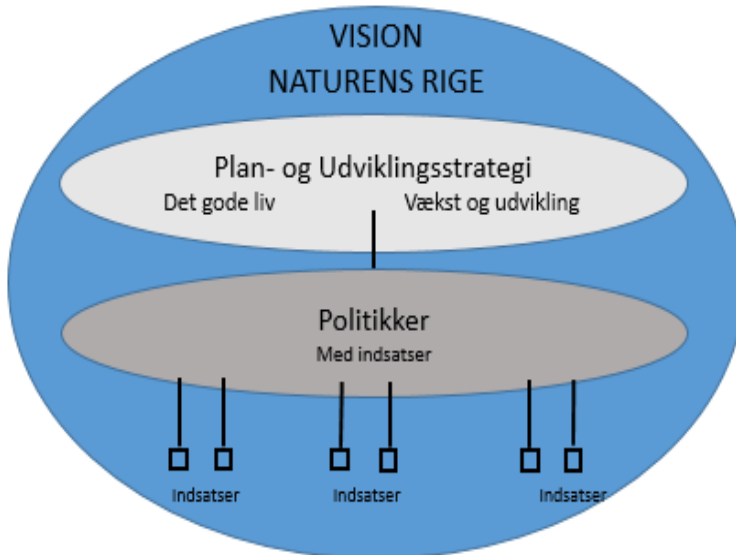 VISION
NATURENS RIGE
Plan- og Udviklingsstrategi
Det gode liv Vækst og udvikling
Politikker
Med indsatser
Indsatser Indsatser Indsatser